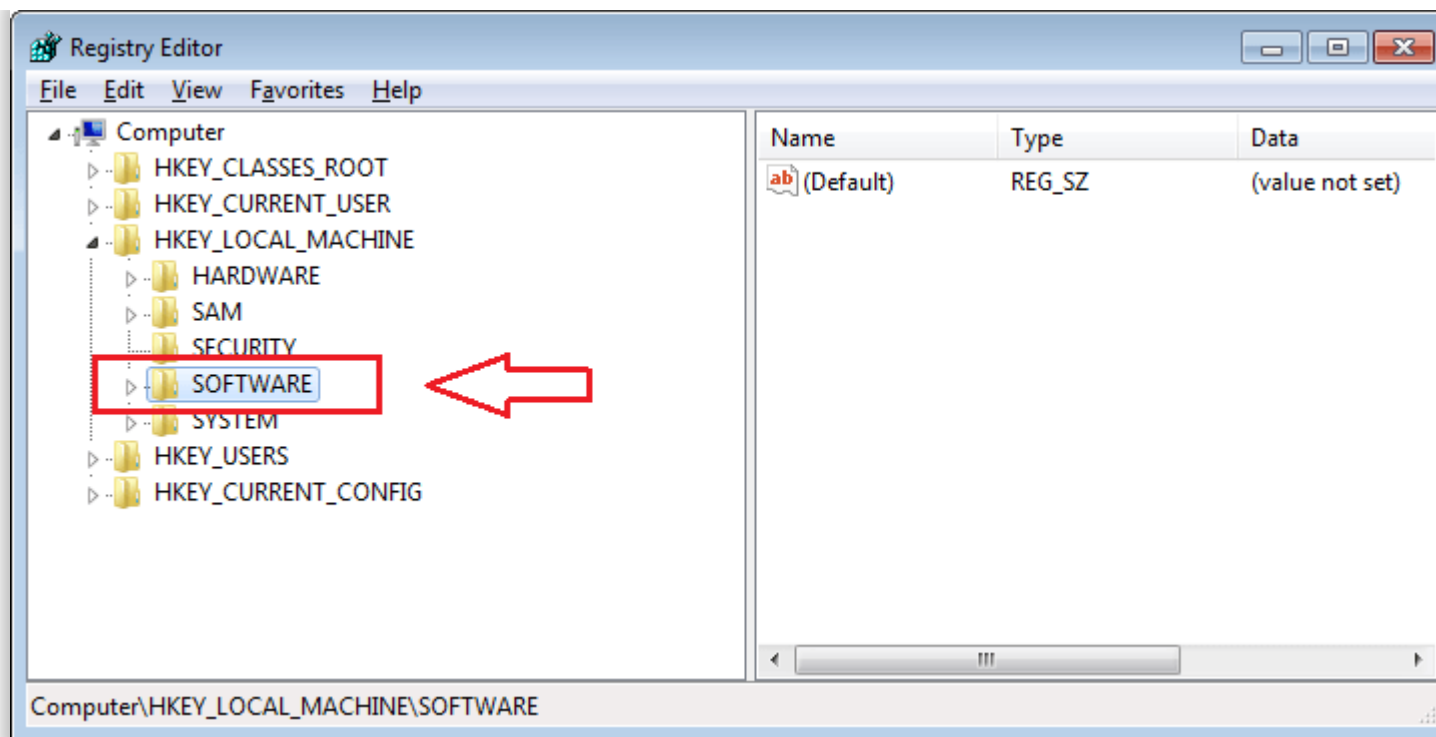 Registry Editor
File Edit View Favorites Help
Computer
HKEY_CLASSES_ROOT
HKEY_CURRENT_USER
HKEY_LOCAL_MACHINE
HARDWARE
SAM
SECURITY
SOFTWARE
SYSTEM
HKEY_USERS
HKEY_CURRENT_CONFIG
Name Type Data
ab (Default) REG_SZ (value not set)
Computer\HKEY_LOCAL_MACHINE\SOFTWARE